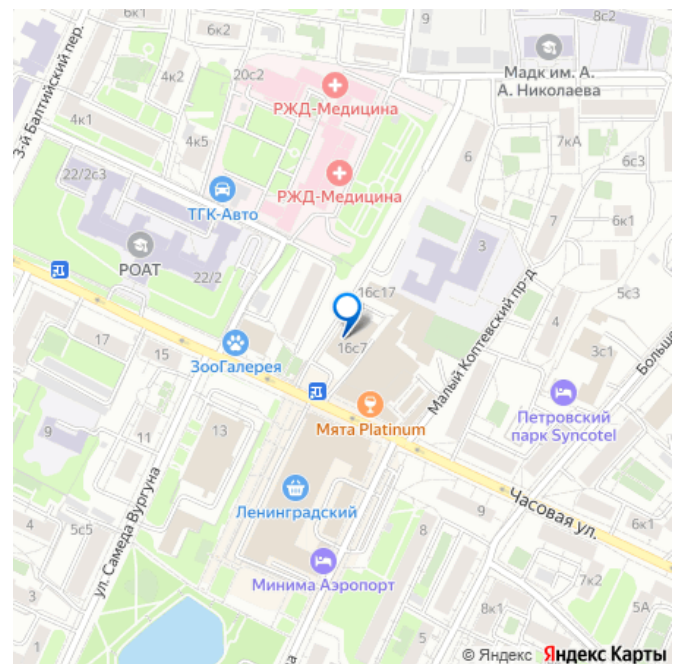 6к1
6к2
9
8с2
3-й Балтийский пер.
4к2
20с2
Мадк им. А.
А. Николаева
РЖД-Медицина
4к1
4к5
7кА
6
6с3
22/2с3
РЖД-Медицина
ТГК-Авто
7
6к1
3
РОАТ
22/2
16с17
5с3
4
17
15
16с7
3с1
ЗооГалерея
Малый Коптевский пр-д
Большо
Мята Platinum
Петровский
парк Syncotel
9
11
13
Ленинградский
9
Часовая ул.
4
5с5
ул. Самеда Вургуна
8
6к1
Минима Аэропорт
7к2
3
8к1
5А
5
на
© Яндекс Яндекс Карты